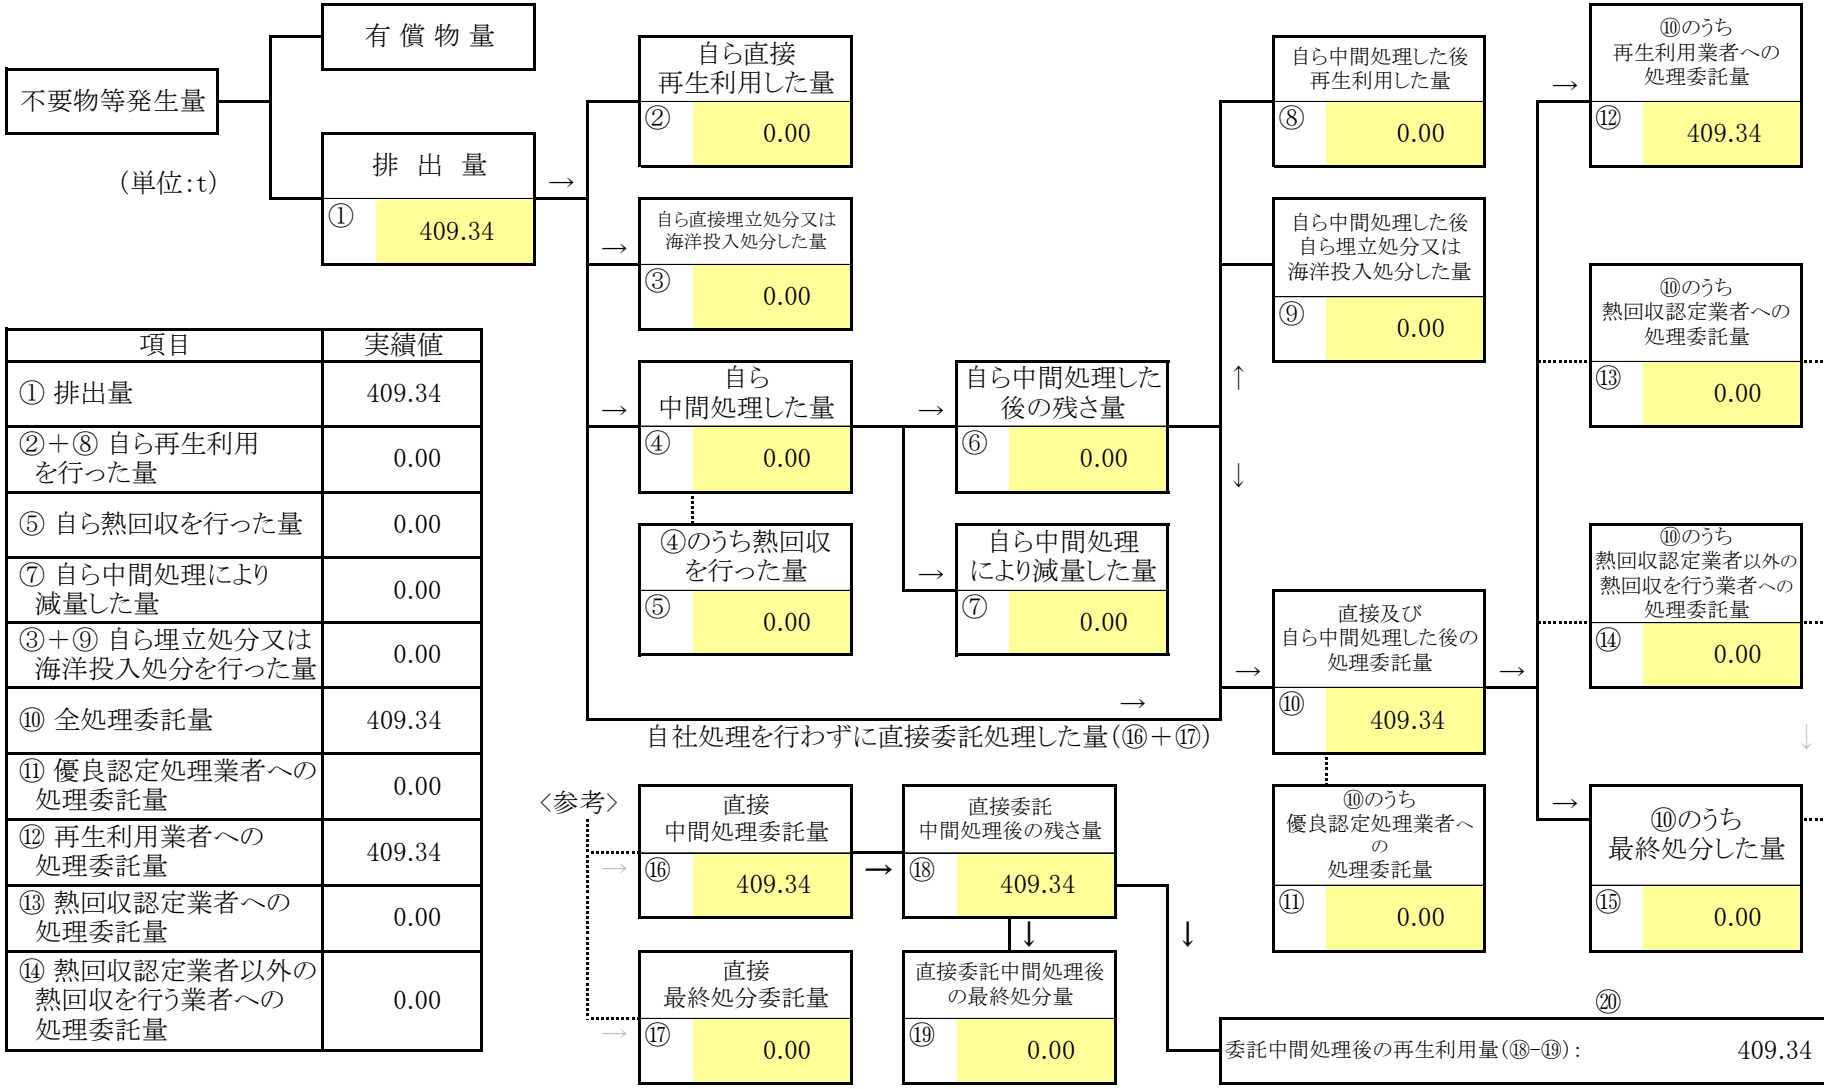 有 償 物 量
不要物等発生量
(単位:t)
排 出 量
①
409.34
→
自ら直接
再生利用した量
②
0.00
→
自ら直接埋立処分又は
海洋投入処分した量
③
0.00
→
自ら
中間処理した量
④
0.00
④のうち熱回収
を行った量
⑤
0.00
→
自ら中間処理した
後の残さ量
⑥
0.00
→
自ら中間処理
により減量した量
⑦
0.00
↑
↓
自ら中間処理した後
再生利用した量
⑧
0.00
自ら中間処理した後
自ら埋立処分又は
海洋投入処分した量
⑨
0.00
→
自社処理を行わずに直接委託処理した量(⑯+⑰)
→
直接及び
自ら中間処理した後の
処理委託量
⑩
409.34
→
⑩のうち
優良認定処理業者へ
の
処理委託量
⑪
0.00
→
⑩のうち
再生利用業者への
処理委託量
⑫
409.34
⑩のうち
熱回収認定業者への
処理委託量
⑬
0.00
⑩のうち
熱回収認定業者以外の
熱回収を行う業者への
処理委託量
⑭
0.00
↓
→
⑩のうち
最終処分した量
⑮
0.00
項目 実績値
① 排出量 409.34
②+⑧ 自ら再生利用
を行った量 0.00
⑤ 自ら熱回収を行った量 0.00
⑦ 自ら中間処理により
減量した量 0.00
③+⑨ 自ら埋立処分又は
海洋投入処分を行った量 0.00
⑩ 全処理委託量 409.34
⑪ 優良認定処理業者への
処理委託量 0.00
⑫ 再生利用業者への
処理委託量 409.34
⑬ 熱回収認定業者への
処理委託量 0.00
⑭ 熱回収認定業者以外の
熱回収を行う業者への
処理委託量 0.00
<参考>
→
直接
中間処理委託量
⑯
409.34
→
直接委託
中間処理後の残さ量
⑱
409.34
↓
↓
→
直接
最終処分委託量
⑰
0.00
直接委託中間処理後
の最終処分量
⑲
0.00
⑳
委託中間処理後の再生利用量(⑱-⑲): 409.34